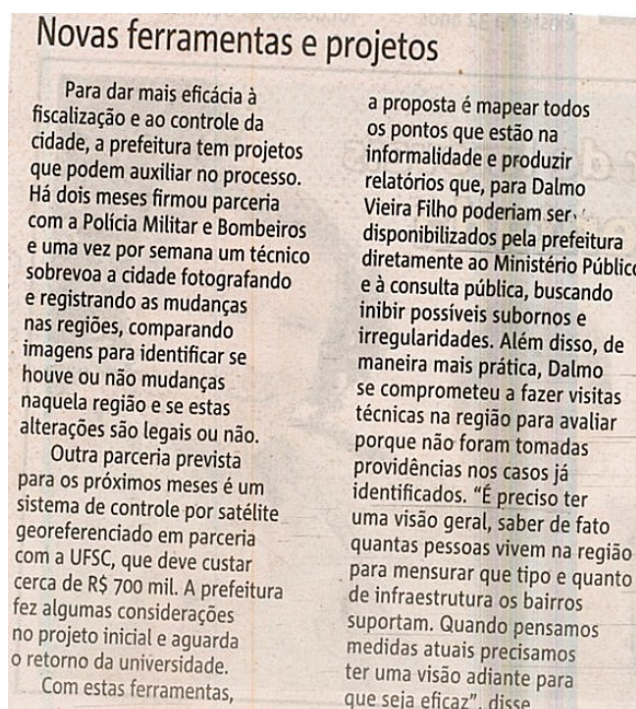 Novas ferramentas e projetos
Para dar mais eficácia à
fiscalização e ao controle da
cidade, a prefeitura tem projetos
que podem auxiliar no processo.
Há dois meses firmou parceria
com a Polícia Militar e Bombeiros
e uma vez por semana um técnico
sobrevoa a cidade fotografando
e registrando as mudanças
nas regiões, comparando
imagens para identificar se
houve ou não mudanças
naquela região e se estas
alterações são legais ou não.
Outra parceria prevista
para os próximos meses é um
sistema de controle por satélite
georeferenciado em parceria
com a UFSC, que deve custar
cerca de R$ 700 mil. A prefeitura
fez algumas considerações
no projeto inicial e aguarda
o retorno da universidade.
Com estas ferramentas,
a proposta é mapear todos
os pontos que estão na
informalidade e produzir
relatórios que, para Dalmo
Vieira Filho poderiam ser
disponibilizados pela prefeitura
diretamente ao Ministério Público
e à consulta pública, buscando
inibir possíveis subornos e
irregularidades. Além disso, de
maneira mais prática, Dalmo
se comprometeu a fazer visitas
técnicas na região para avaliar
porque não foram tomadas
providências nos casos já
identificados. “É preciso ter
uma visão geral, saber de fato
quantas pessoas vivem na região
para mensurar que tipo e quanto
de infraestrutura os bairros
suportam. Quando pensamos
medidas atuais precisamos
ter uma visão adiante para
que seja eficaz”, disse